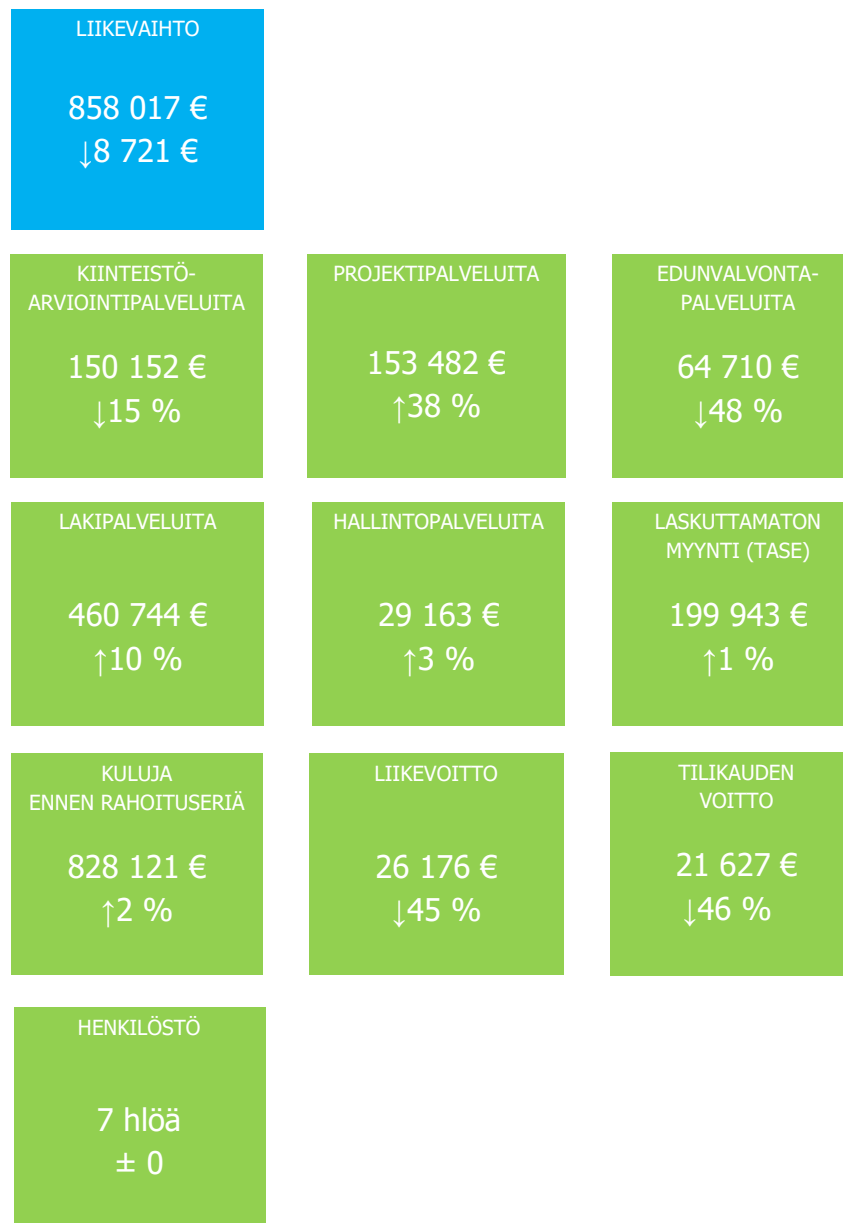 LIIKEVAIHTO
858 017 €
↓8 721 €
KIINTEISTÖ-
ARVIOINTIPALVELUITA
150 152 €
↓15 %
PROJEKTIPALVELUITA
153 482 €
↑38 %
EDUNVALVONTA-
PALVELUITA
64 710 €
↓48 %
LAKIPALVELUITA
460 744 €
↑10 %
HALLINTOPALVELUITA
29 163 €
↑3 %
LASKUTTAMATON
MYYNTI (TASE)
199 943 €
↑1 %
KULUJA
ENNEN RAHOITUSERIÄ
828 121 €
↑2 %
LIIKEVOITTO
26 176 €
↓45 %
TILIKAUDEN
VOITTO
21 627 €
↓46 %
HENKILÖSTÖ
7 hlöä
± 0